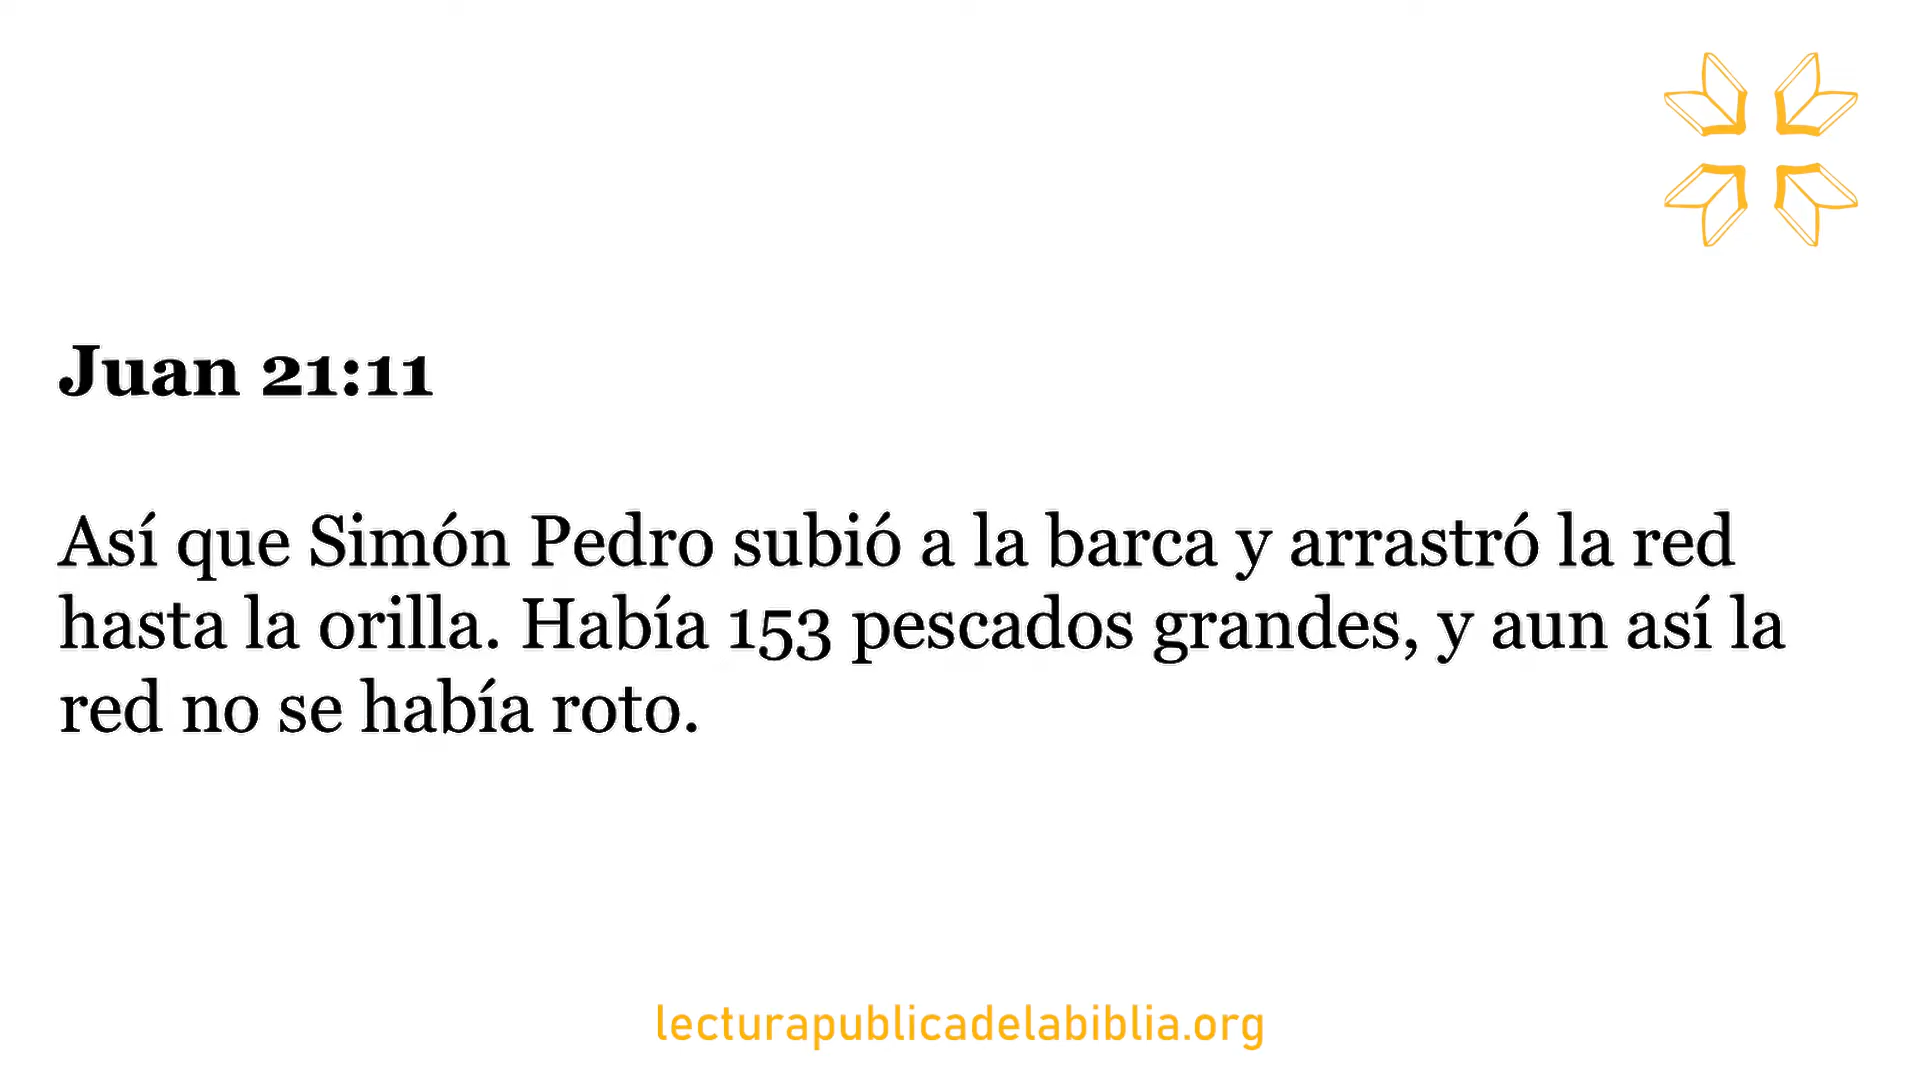 Juan 21:11
Así que Simón Pedro subió a la barca y arrastró la red
hasta la orilla. Había 153 pescados grandes, y aun así la
red no se había roto.
lecturapublicadelabiblia.org